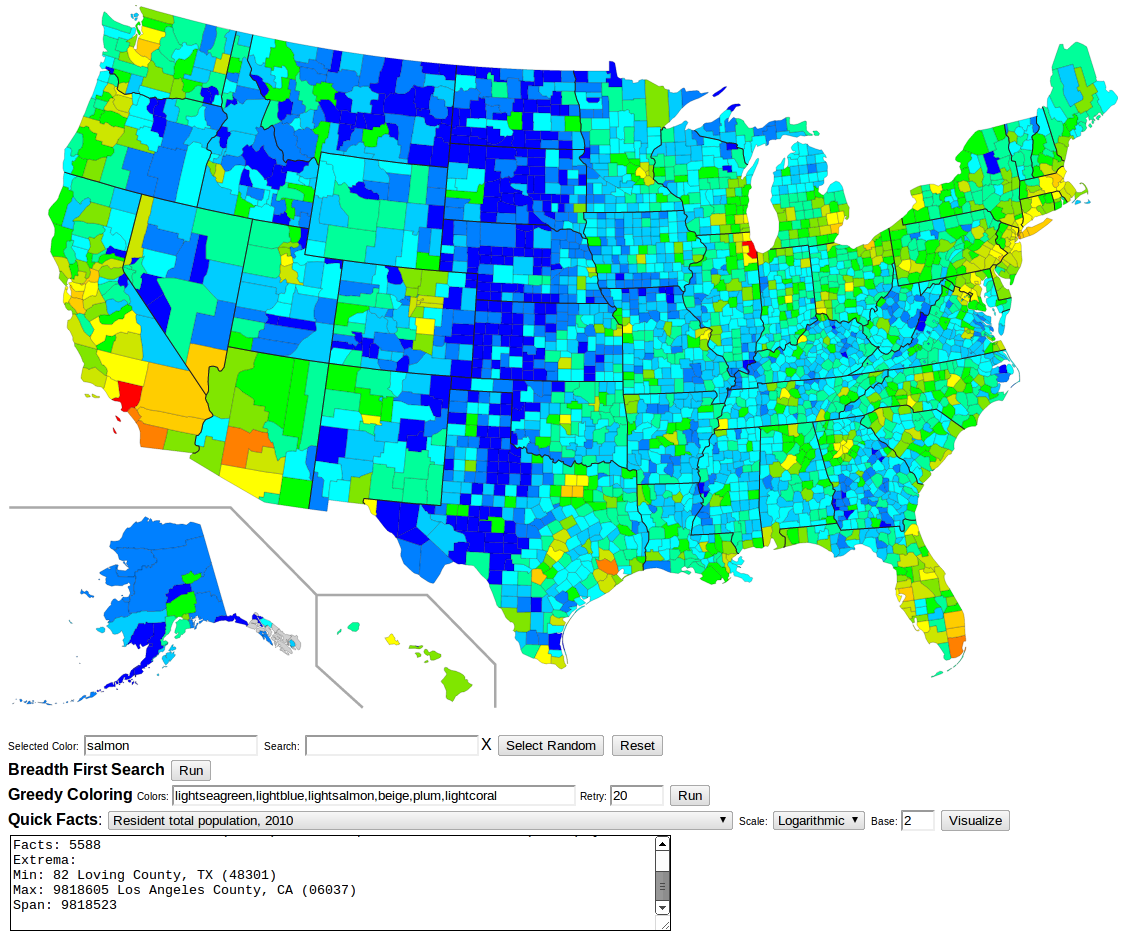 Selected Color: salmon Search: X Select Random Reset
Breadth First Search Run
Greedy Coloring Colors: lightseagreen,lightblue,lightsalmon,beige,plum,lightcoral Retry: 20 Run
Quick Facts: Resident total population, 2010 Scale: Logarithmic Base: 2 Visualize
Facts: 5588
Extrema:
Min: 82 Loving County, TX (48301)
Max: 9818605 Los Angeles County, CA (06037)
Span: 9818523